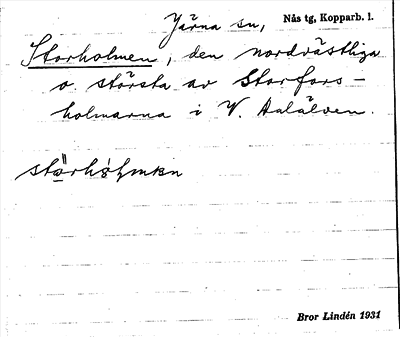 Järna sn, Nås tg, Kopparb. l.
Storholmen, den nordvästliga
o. största av Storfors-
holmarna i V. Dalälven.
Bror Lindén 1931